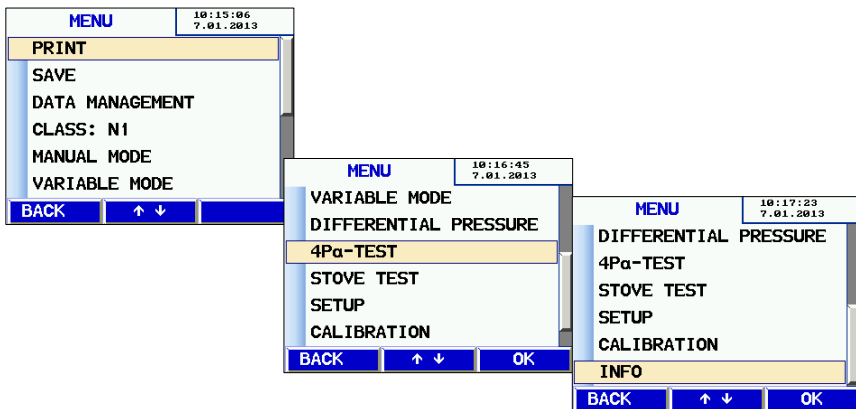 MENU
10:15:06
7.01.2013
PRINT
SAVE
DATA MANAGEMENT
CLASS: N1
MANUAL MODE
VARIABLE MODE
BACK ↑ ↓
MENU
10:16:45
7.01.2013
VARIABLE MODE
DIFFERENTIAL PRESSURE
4Pa-TEST
STOVE TEST
SETUP
CALIBRATION
BACK ↑ ↓ OK
MENU
10:17:23
7.01.2013
DIFFERENTIAL PRESSURE
4Pa-TEST
STOVE TEST
SETUP
CALIBRATION
INFO
BACK ↑ ↓ OK